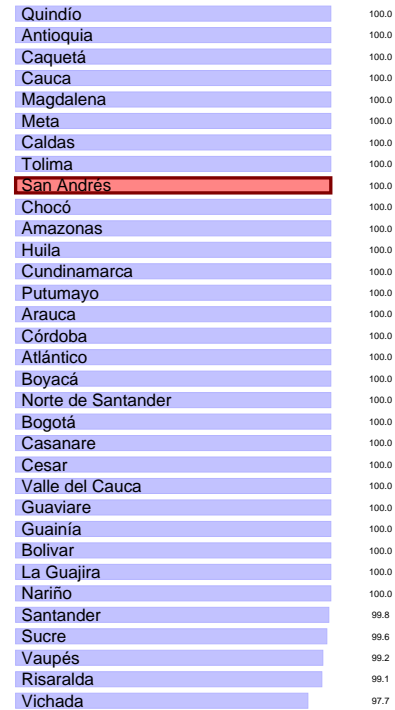 Quindío 100.0
Antioquia 100.0
Caquetá 100.0
Cauca 100.0
Magdalena 100.0
Meta 100.0
Caldas 100.0
Tolima 100.0
San Andrés 100.0
Chocó 100.0
Amazonas 100.0
Huila 100.0
Cundinamarca 100.0
Putumayo 100.0
Arauca 100.0
Córdoba 100.0
Atlántico 100.0
Boyacá 100.0
Norte de Santander 100.0
Bogotá 100.0
Casanare 100.0
Cesar 100.0
Valle del Cauca 100.0
Guaviare 100.0
Guainía 100.0
Bolivar 100.0
La Guajira 100.0
Nariño 100.0
Santander 99.8
Sucre 99.6
Vaupés 99.2
Risaralda 99.1
Vichada 97.7